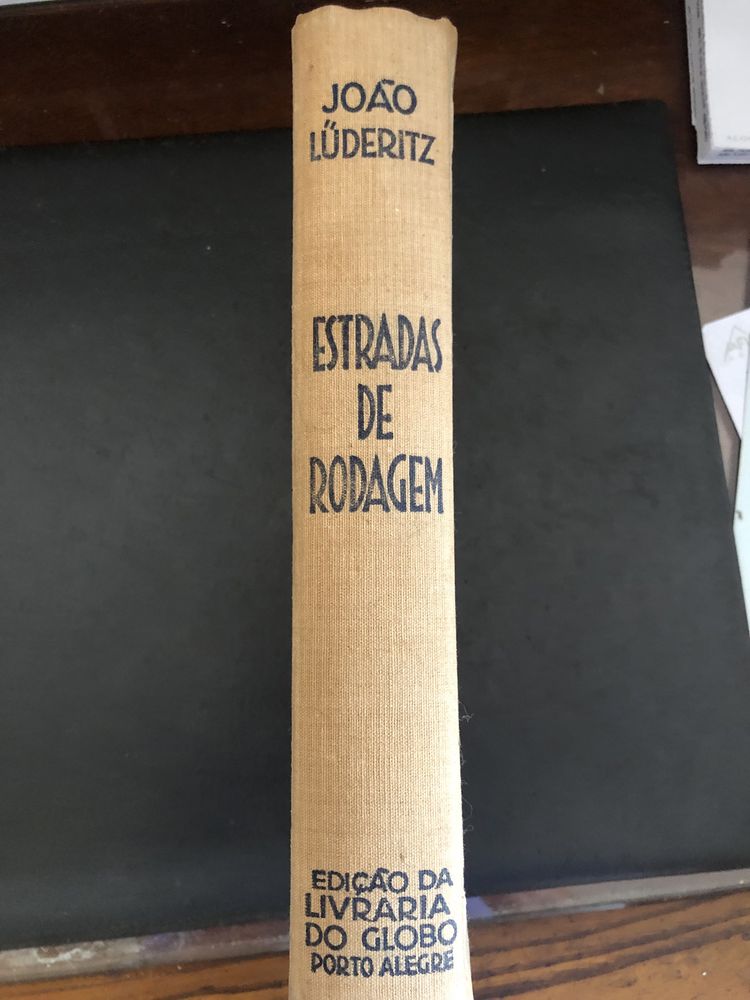 JOÃO
LÜDERITZ
ESTRADAS
DE
RODAGEM
EDIÇÃO DA
LIVRARIA
DO GLOBO
PORTO ALEGRE